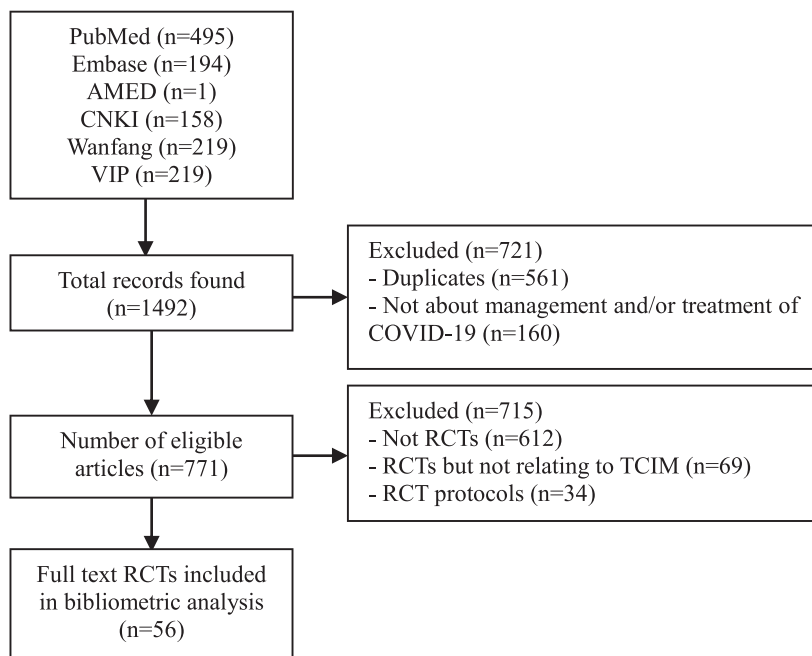 PubMed (n=495)
Embase (n=194)
AMED (n=1)
CNKI (n=158)
Wanfang (n=219)
VIP (n=219)
Total records found
(n=1492)
Excluded (n=721)
- Duplicates (n=561)
- Not about management and/or treatment of
COVID-19 (n=160)
Number of eligible
articles (n=771)
Excluded (n=715)
- Not RCTs (n=612)
- RCTs but not relating to TCIM (n=69)
- RCT protocols (n=34)
Full text RCTs included
in bibliometric analysis
(n=56)